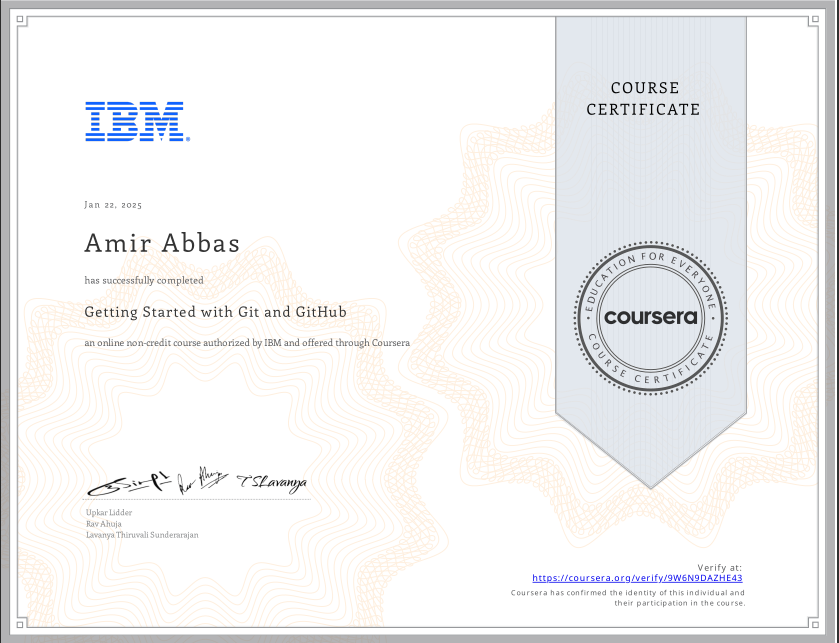 IBM
COURSE
CERTIFICATE
Jan 22, 2025
Amir Abbas
has successfully completed
Getting Started with Git and GitHub
an online non-credit course authorized by IBM and offered through Coursera
EDUCATION FOR EVERYONE
coursera
COURSE CERTIFICATE
TSLavanya
Upkar Lidder
Rav Ahuja
Lavanya Thiruvali Sunderarajan
Verify at:
https://coursera.org/verify/9W6N9DAZHE43
Coursera has confirmed the identity of this individual and
their participation in the course.